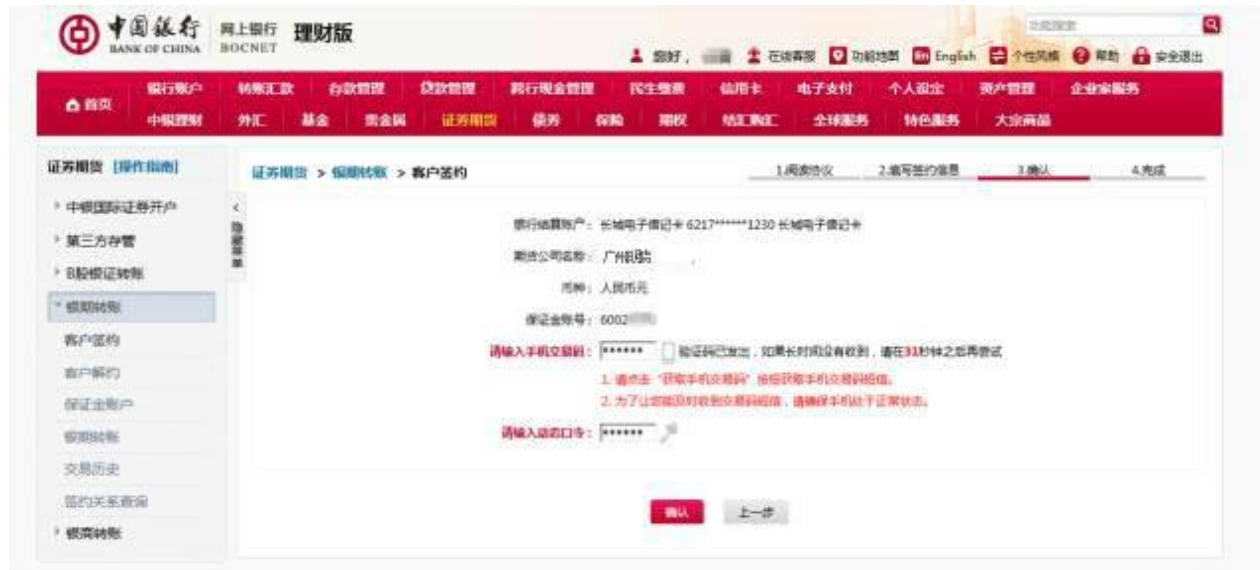 中国银行
BANK OF CHINA
网上银行
BOCNET
理财版
功能搜索
您好，
在线客服 功能地图 En English 个性风格 帮助 安全退出
首页
银行账户 转账汇款 存款管理 贷款管理 跨行现金管理 民生缴费 信用卡 电子支付 个人设定 资产管理 企业家服务
中银理财 外汇 基金 贵金属 证券期货 债券 保险 期权 结汇购汇 全球服务 特色服务 大宗商品
证券期货 [操作指南]
证券期货 > 银期转账 > 客户签约
1.阅读协议 2.填写签约信息 3.确认 4.完成
中银国际证券开户
第三方存管
B股银证转账
银期转账
客户签约
客户解约
保证金账户
银期转账
交易历史
签约关系查询
银商转账
隐藏菜单
银行结算账户： 长城电子借记卡 6217******1230 长城电子借记卡
期货公司名称： 广州期货
币种： 人民币元
保证金账号： 6002
请输入手机交易码： ****** 验证码已发出，如果长时间没有收到，请在31秒钟之后再尝试
1. 请点击“获取手机交易码”按钮获取手机交易码短信。
2. 为了让您能及时收到交易码短信，请确保手机处于正常状态。
请输入动态口令： ******
确认 上一步